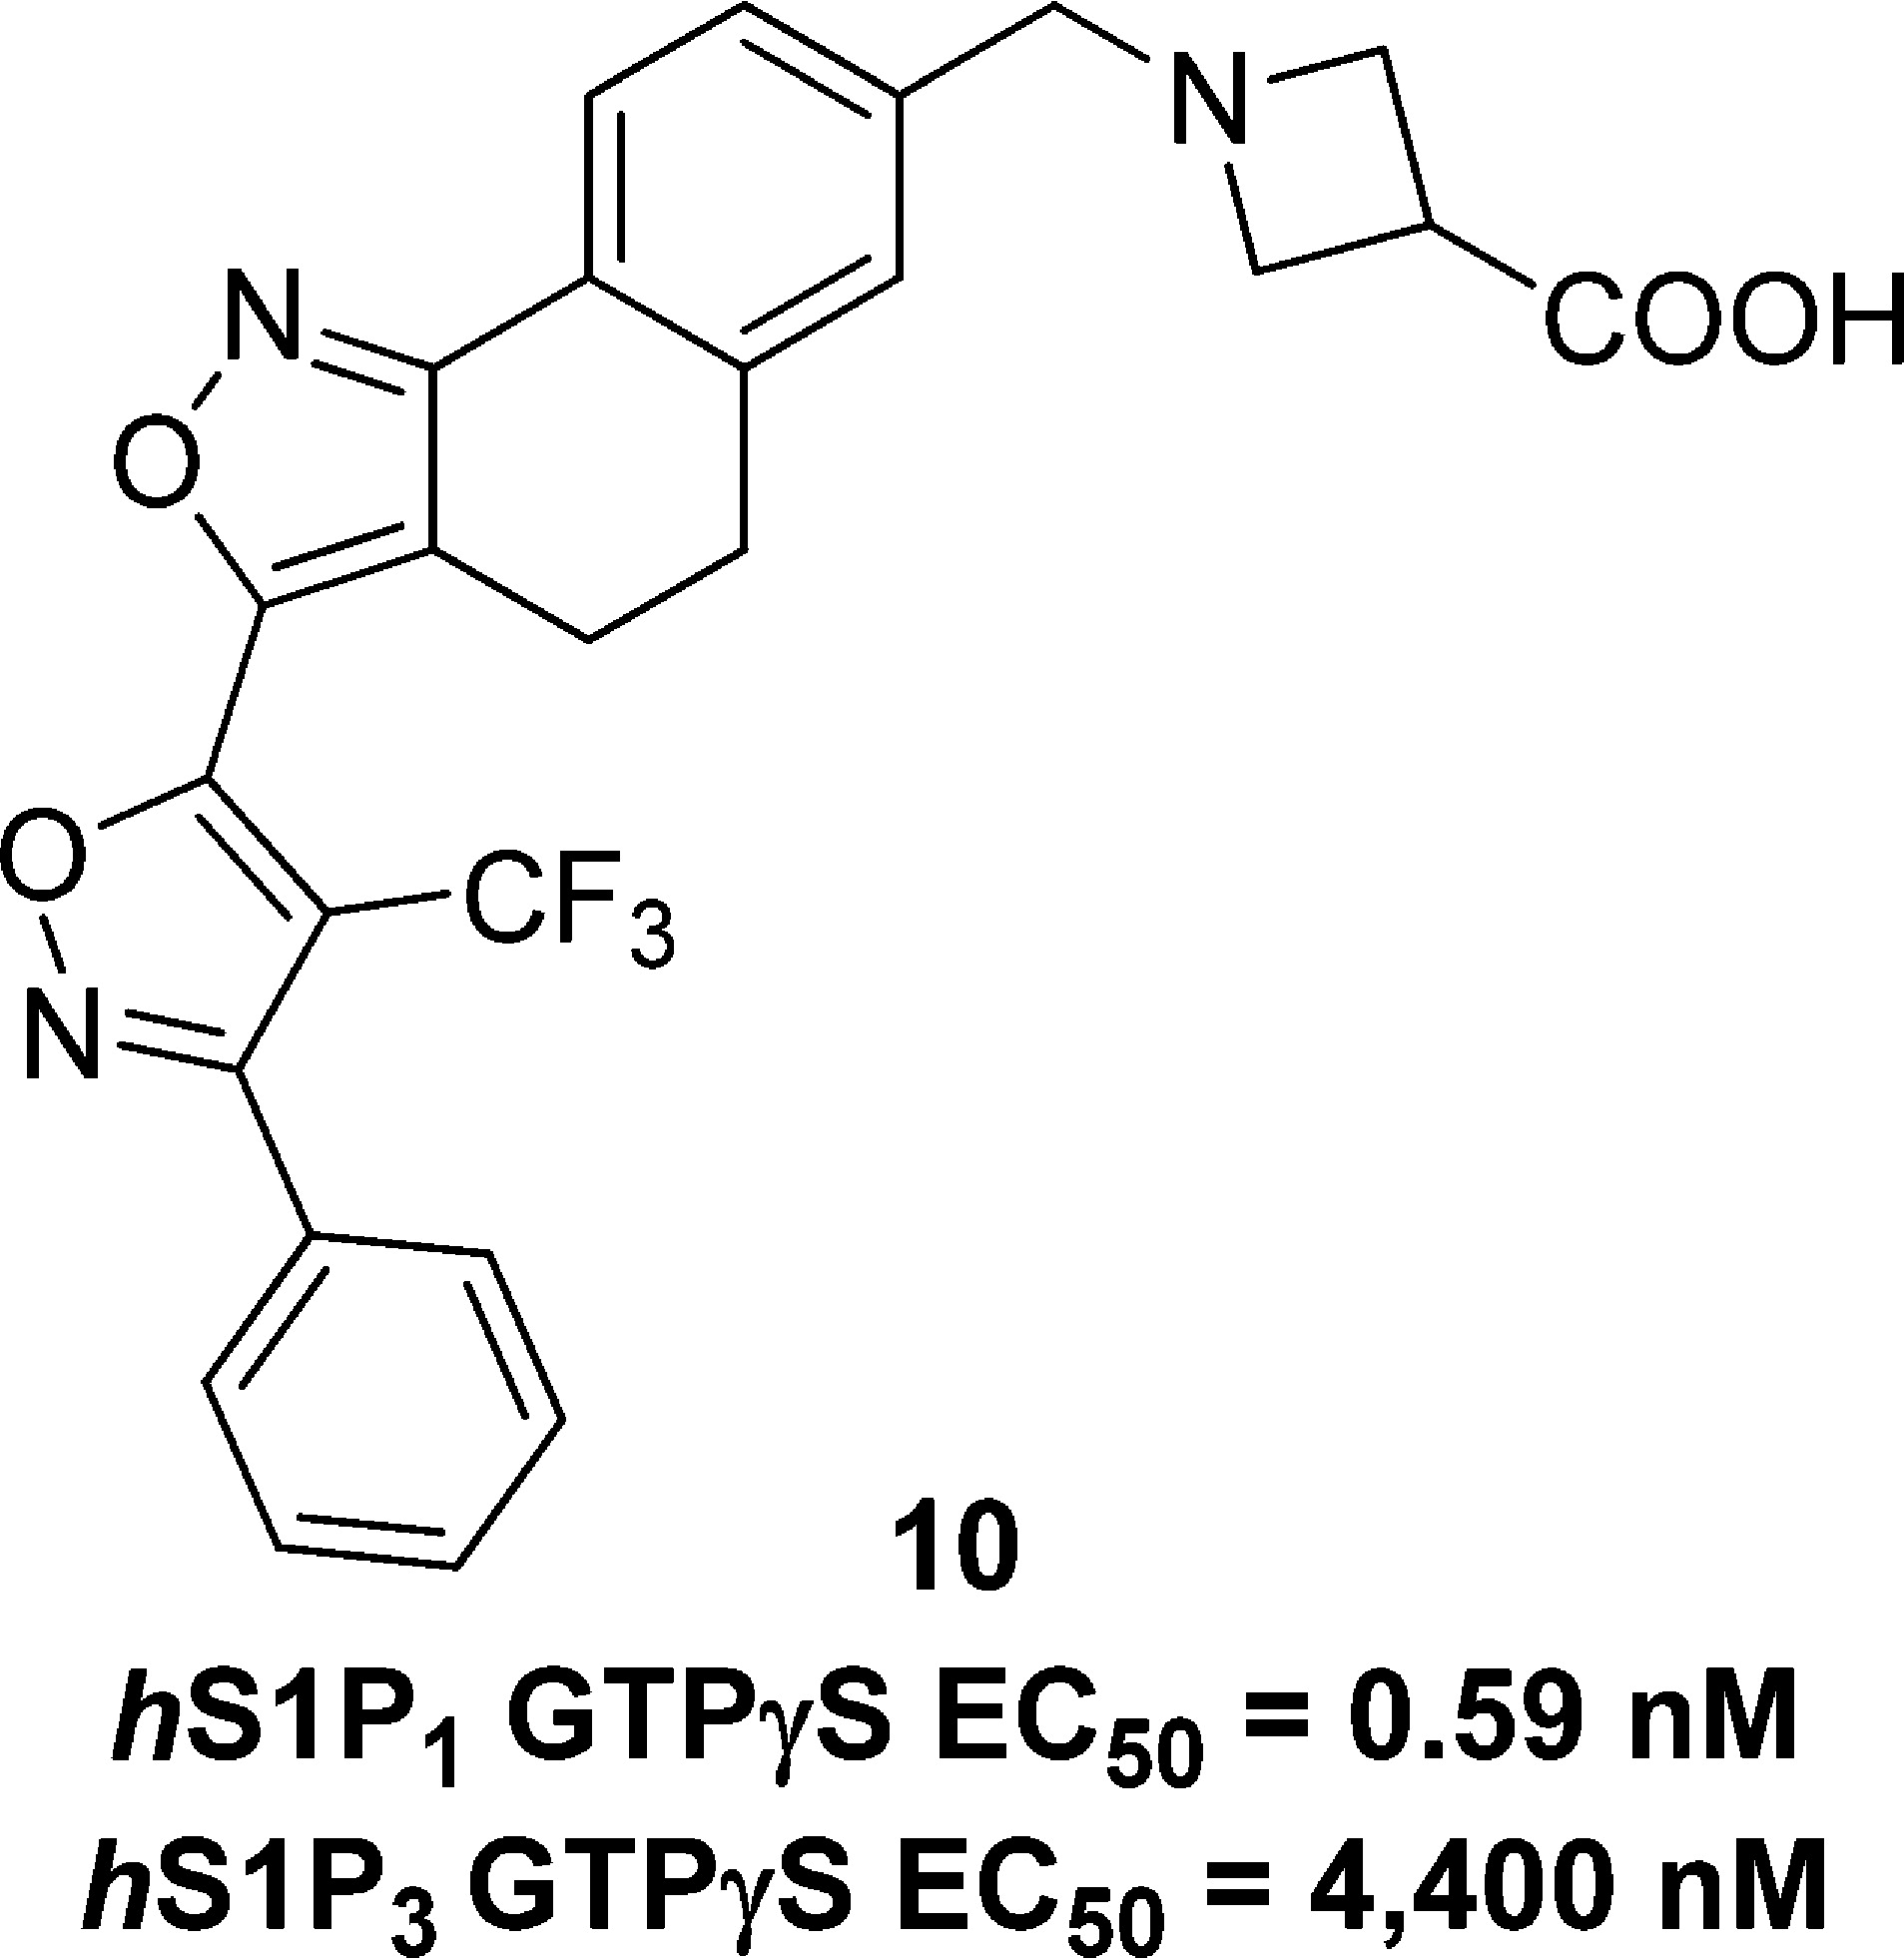 N
N
COOH
O
O
CF₃
N
10
hS1P₁ GTPγS EC₅₀ = 0.59 nM
hS1P₃ GTPγS EC₅₀ = 4,400 nM